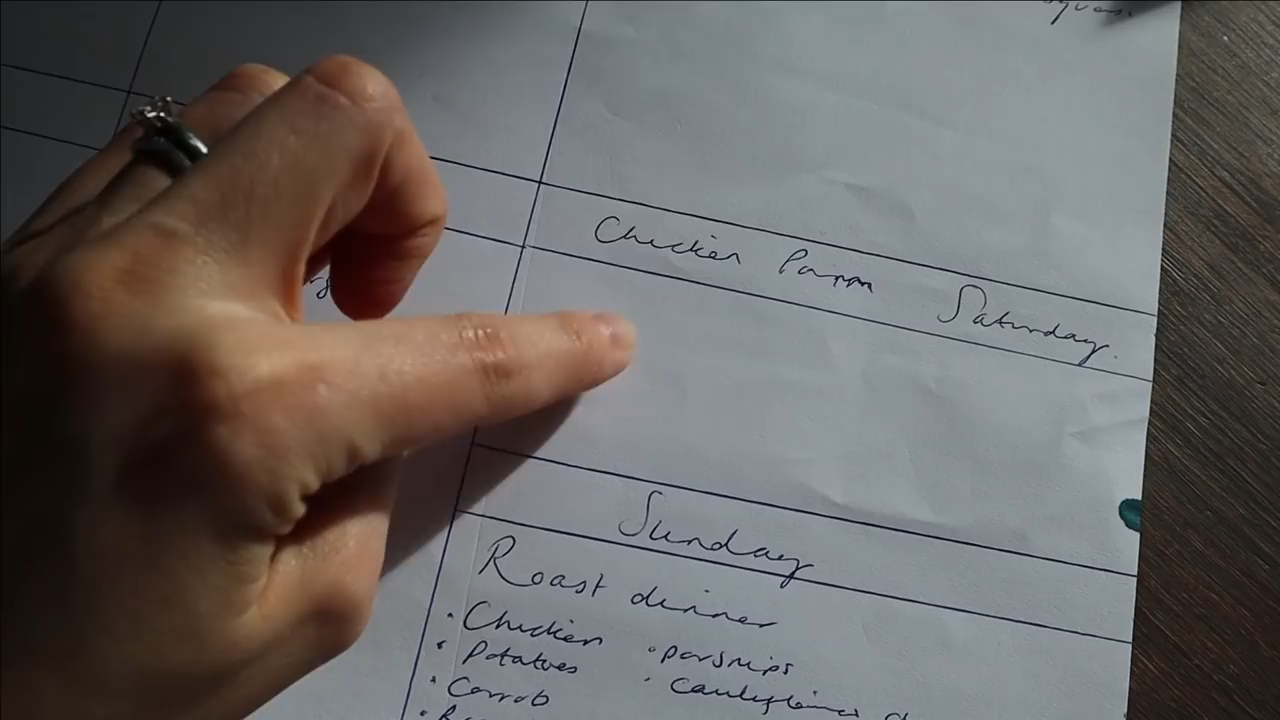 Chicken Parm Saturday.
Sunday
Roast dinner
• Chicken • parsnips
• Potatoes
• Carrots